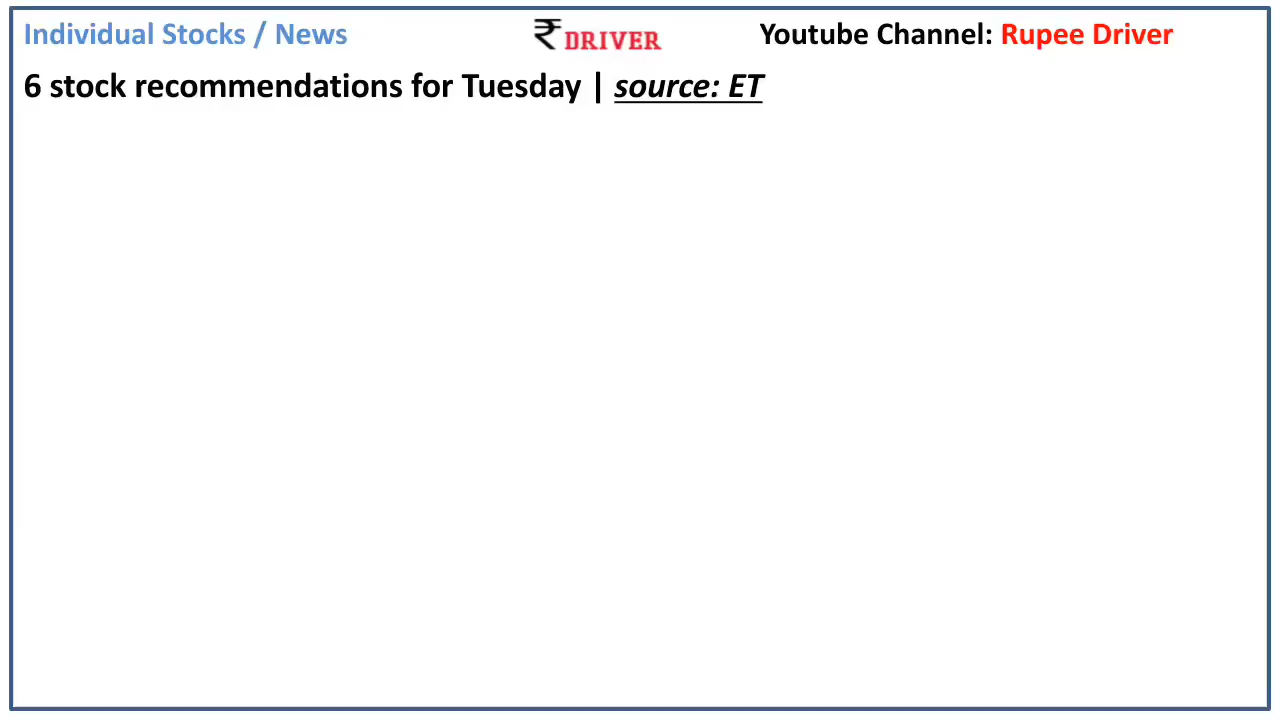 Individual Stocks / News
₹ DRIVER
Youtube Channel: Rupee Driver
6 stock recommendations for Tuesday | source: ET